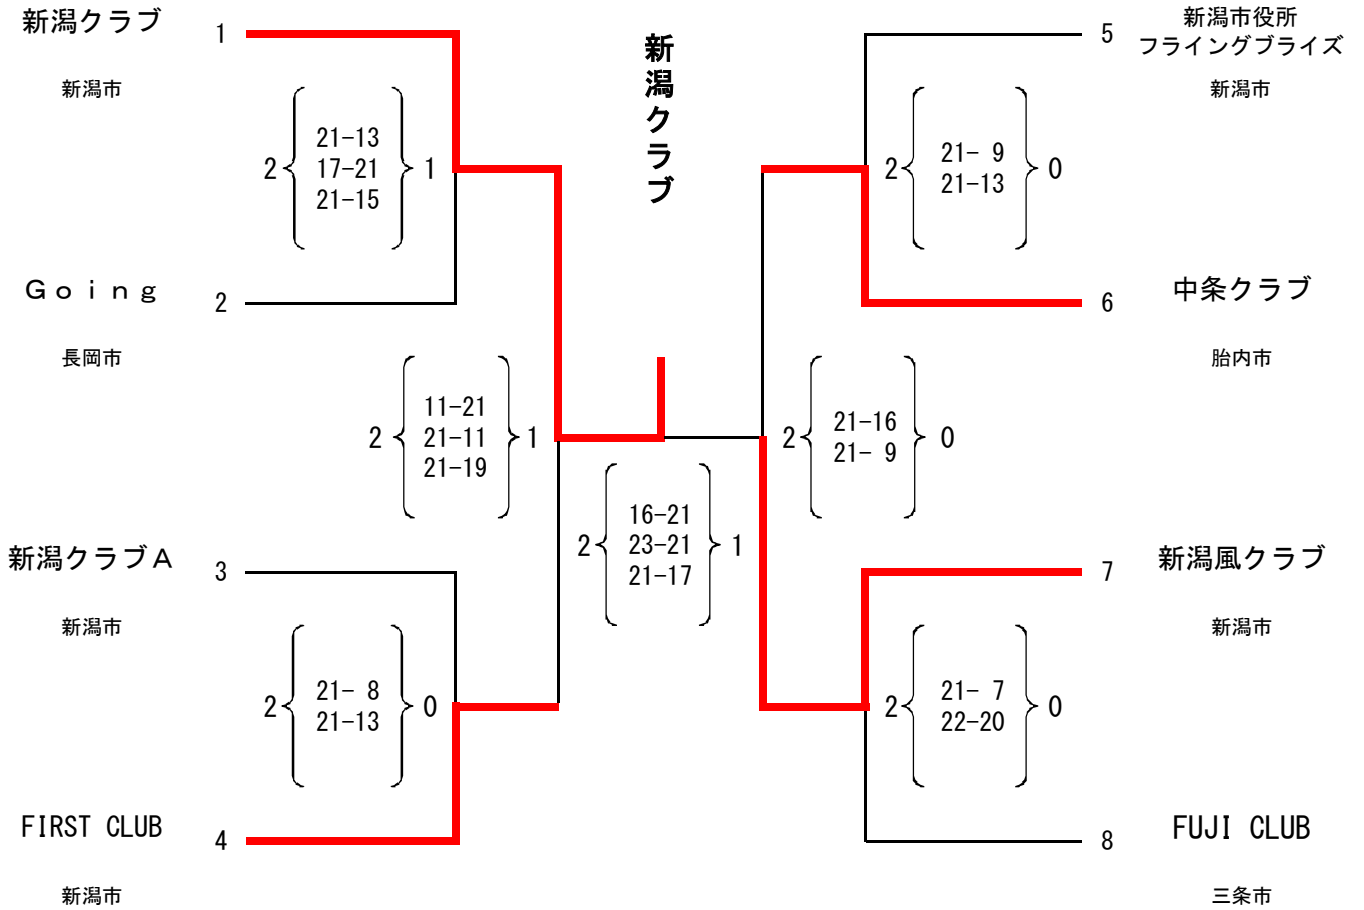 新潟クラブ
1
新潟市
2
21-13
17-21
21-15
1
Ｇｏｉｎｇ
2
長岡市
2
11-21
21-11
21-19
1
新潟クラブＡ
3
新潟市
2
21- 8
21-13
0
FIRST CLUB
4
新潟市
新潟クラブ
2
16-21
23-21
21-17
1
5
新潟市役所
フライングブライズ
新潟市
2
21- 9
21-13
0
6
中条クラブ
胎内市
2
21-16
21- 9
0
7
新潟風クラブ
新潟市
2
21- 7
22-20
0
8
FUJI CLUB
三条市